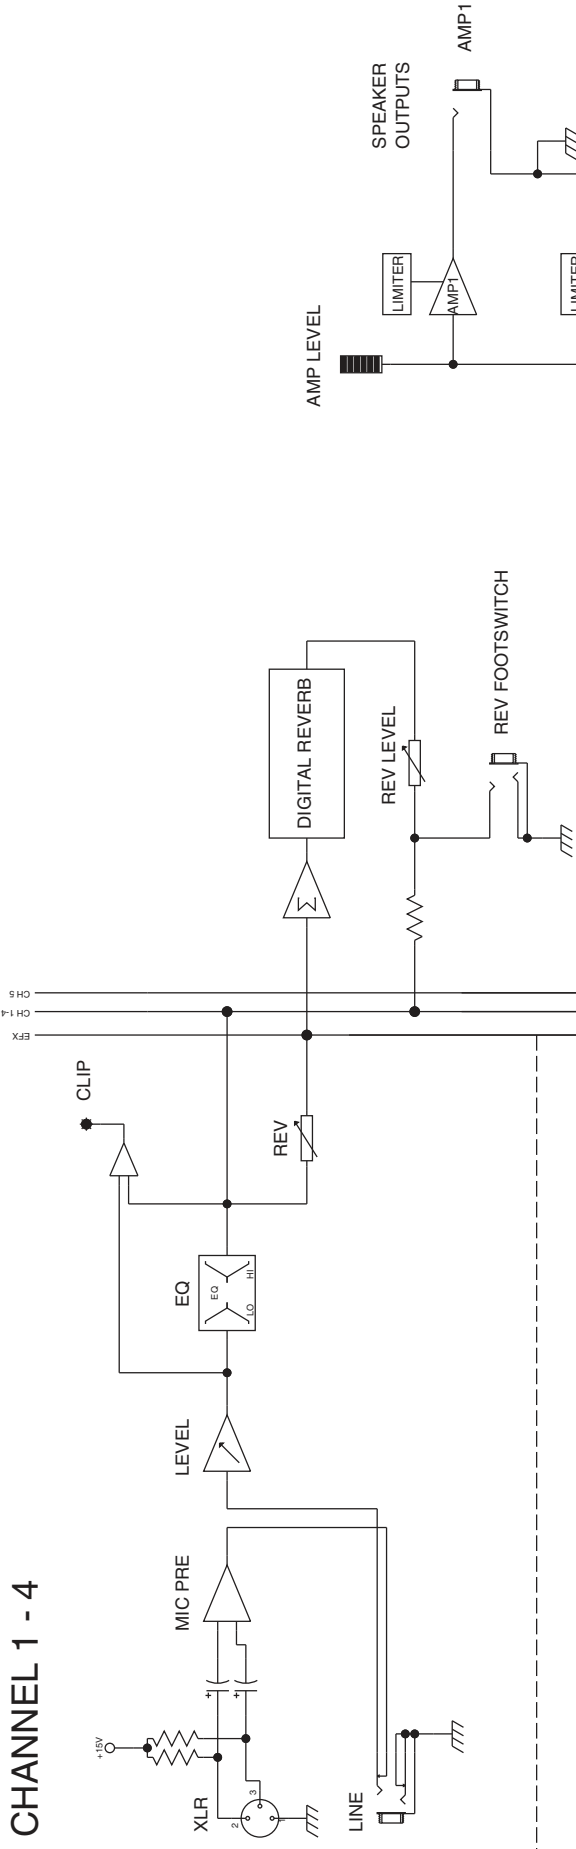 CHANNEL 1 - 4
+15V
XLR
2
3
1
LINE
MIC PRE
LEVEL
EQ
EQ
LO
HI
CLIP
REV
EFX
CH 1-4
CH 5
Σ
DIGITAL REVERB
REV LEVEL
REV FOOTSWITCH
AMP LEVEL
LIMITER
AMP1
SPEAKER
OUTPUTS
AMP1
LIMITER